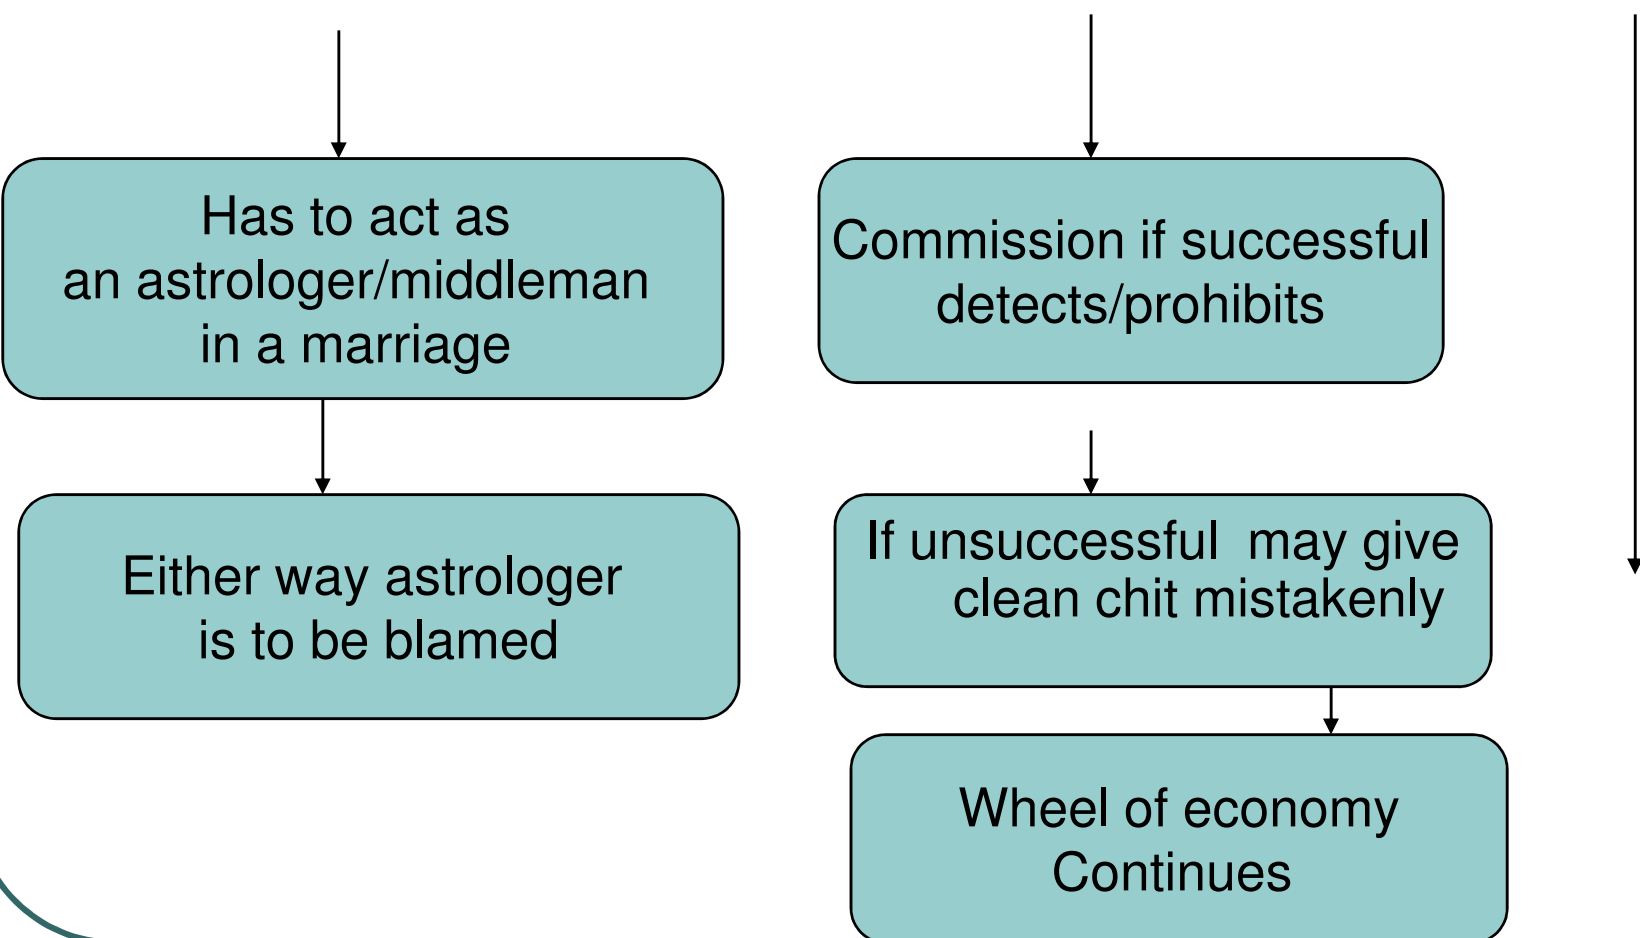 Has to act as
an astrologer/middleman
in a marriage
Either way astrologer
is to be blamed
Commission if successful
detects/prohibits
If unsuccessful  may give
clean chit mistakenly
Wheel of economy
Continues